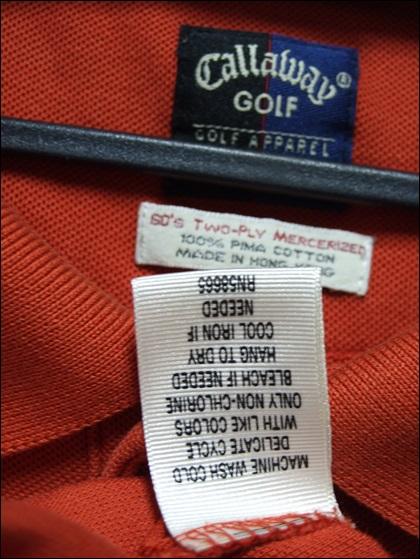 Callaway®
GOLF
GOLF APPAREL
60's TWO-PLY MERCERIZED
100% PIMA COTTON
MADE IN HONG KONG
MACHINE WASH COLD
DELICATE CYCLE
WITH LIKE COLORS
ONLY NON-CHLORINE
BLEACH IF NEEDED
HANG TO DRY
COOL IRON IF
NEEDED
RN58665